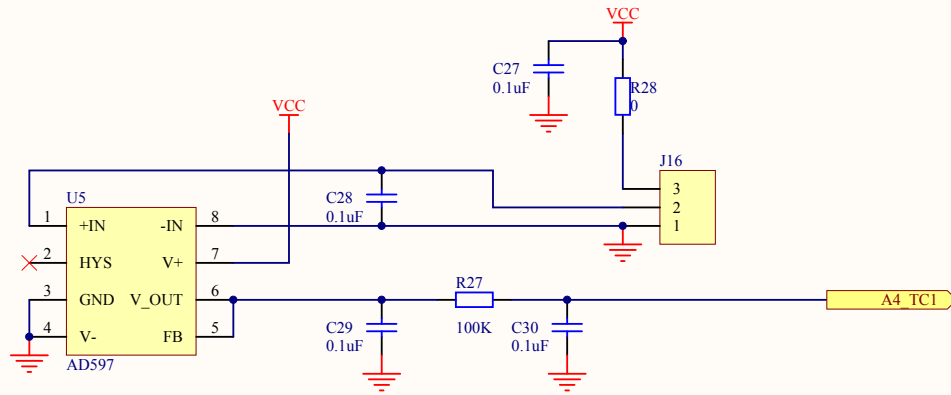 VCC
C27
0.1uF
R28
0
VCC
J16
3
2
1
U5
C28
0.1uF
1 +IN -IN 8
2 HYS V+ 7
3 GND V_OUT 6
4 V- FB 5
AD597
R27
100K
C29
0.1uF
C30
0.1uF
A4_TC1